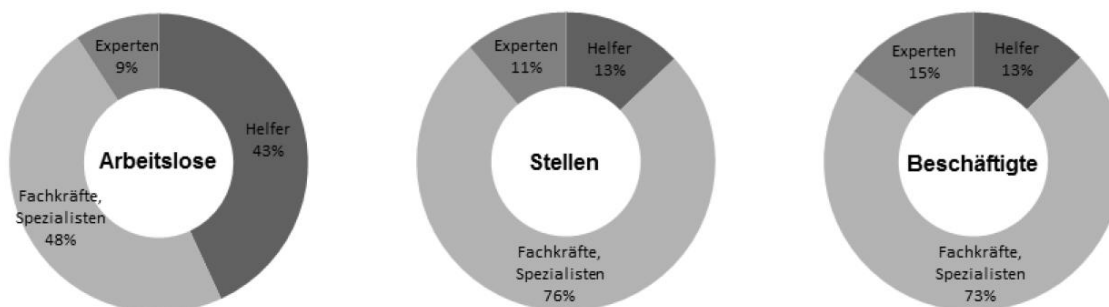 Experten
9%
Helfer
43%
Arbeitslose
Fachkräfte,
Spezialisten
48%
Experten
11%
Helfer
13%
Stellen
Fachkräfte,
Spezialisten
76%
Experten
15%
Helfer
13%
Beschäftigte
Fachkräfte,
Spezialisten
73%